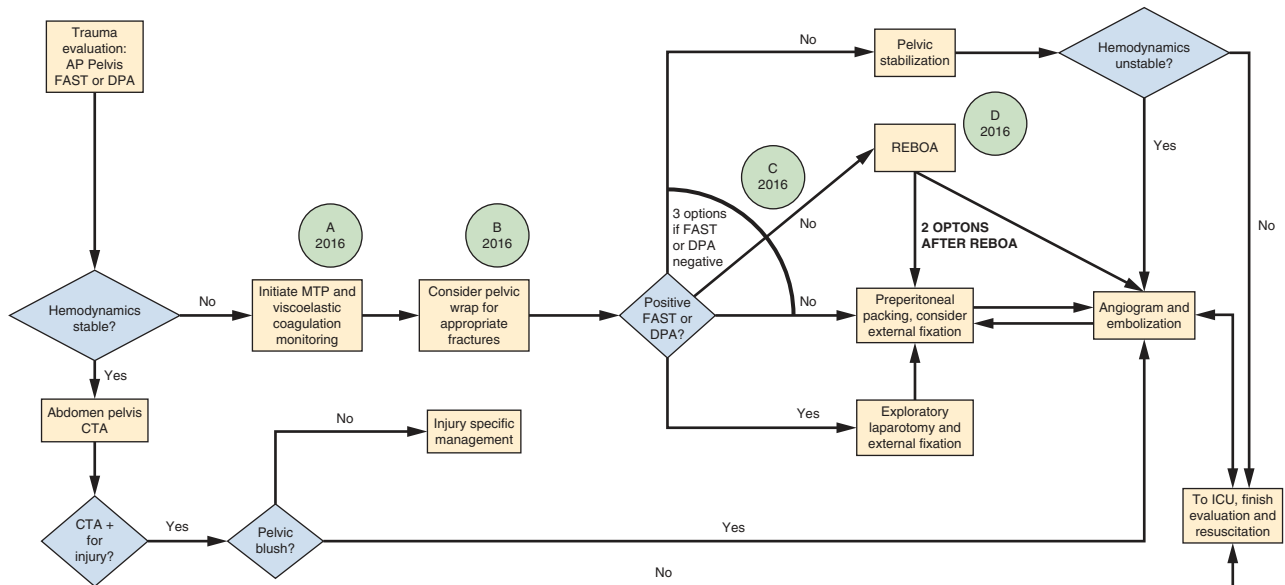 Trauma
evaluation:
AP Pelvis
FAST or DPA
No
Pelvic
stabilization
Hemodynamics
unstable?
C
2016
REBOA
D
2016
Yes
No
No
3 options
if FAST
or DPA
negative
2 OPTONS
AFTER REBOA
A
2016
B
2016
Hemodynamics
stable?
No
Initiate MTP and
viscoelastic
coagulation
monitoring
Consider pelvic
wrap for
appropriate
fractures
Positive
FAST or
DPA?
No
Preperitoneal
packing, consider
external fixation
Angiogram and
embolization
Yes
Abdomen pelvis
CTA
No
Injury specific
management
Yes
Exploratory
laparotomy and
external fixation
CTA +
for
injury?
Yes
Pelvic
blush?
Yes
To ICU, finish
evaluation and
resuscitation
No